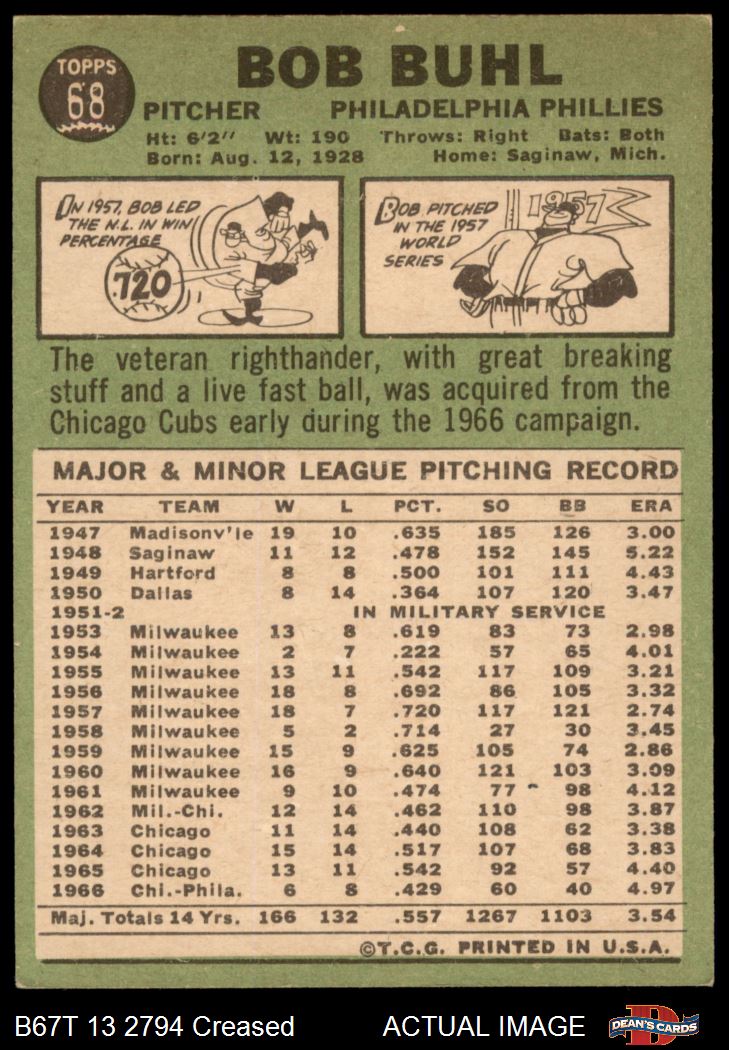 TOPPS
68
BOB BUHL
PITCHER PHILADELPHIA PHILLIES
Ht: 6'2" Wt: 190 Throws: Right Bats: Both
Born: Aug. 12, 1928 Home: Saginaw, Mich.
ON 1957, BOB LED
THE N.L. IN WIN
PERCENTAGE
.720
BOB PITCHED
IN THE 1957
WORLD
SERIES
1957
The veteran righthander, with great breaking
stuff and a live fast ball, was acquired from the
Chicago Cubs early during the 1966 campaign.
MAJOR & MINOR LEAGUE PITCHING RECORD
YEAR TEAM W L PCT. SO BB ERA
1947 Madisonv'le 19 10 .635 185 126 3.00
1948 Saginaw 11 12 .478 152 145 5.22
1949 Hartford 8 8 .500 101 111 4.43
1950 Dallas 8 14 .364 107 120 3.47
1951-2 IN MILITARY SERVICE
1953 Milwaukee 13 8 .619 83 73 2.98
1954 Milwaukee 2 7 .222 57 65 4.01
1955 Milwaukee 13 11 .542 117 109 3.21
1956 Milwaukee 18 8 .692 86 105 3.32
1957 Milwaukee 18 7 .720 117 121 2.74
1958 Milwaukee 5 2 .714 27 30 3.45
1959 Milwaukee 15 9 .625 105 74 2.86
1960 Milwaukee 16 9 .640 121 103 3.09
1961 Milwaukee 9 10 .474 77 98 4.12
1962 Mil.-Chi. 12 14 .462 110 98 3.87
1963 Chicago 11 14 .440 108 62 3.38
1964 Chicago 15 14 .517 107 68 3.83
1965 Chicago 13 11 .542 92 57 4.40
1966 Chi.-Phila. 6 8 .429 60 40 4.97
Maj. Totals 14 Yrs. 166 132 .557 1267 1103 3.54
©T.C.G. PRINTED IN U.S.A.
B67T 13 2794 Creased ACTUAL IMAGE
D
DEAN'S CARDS